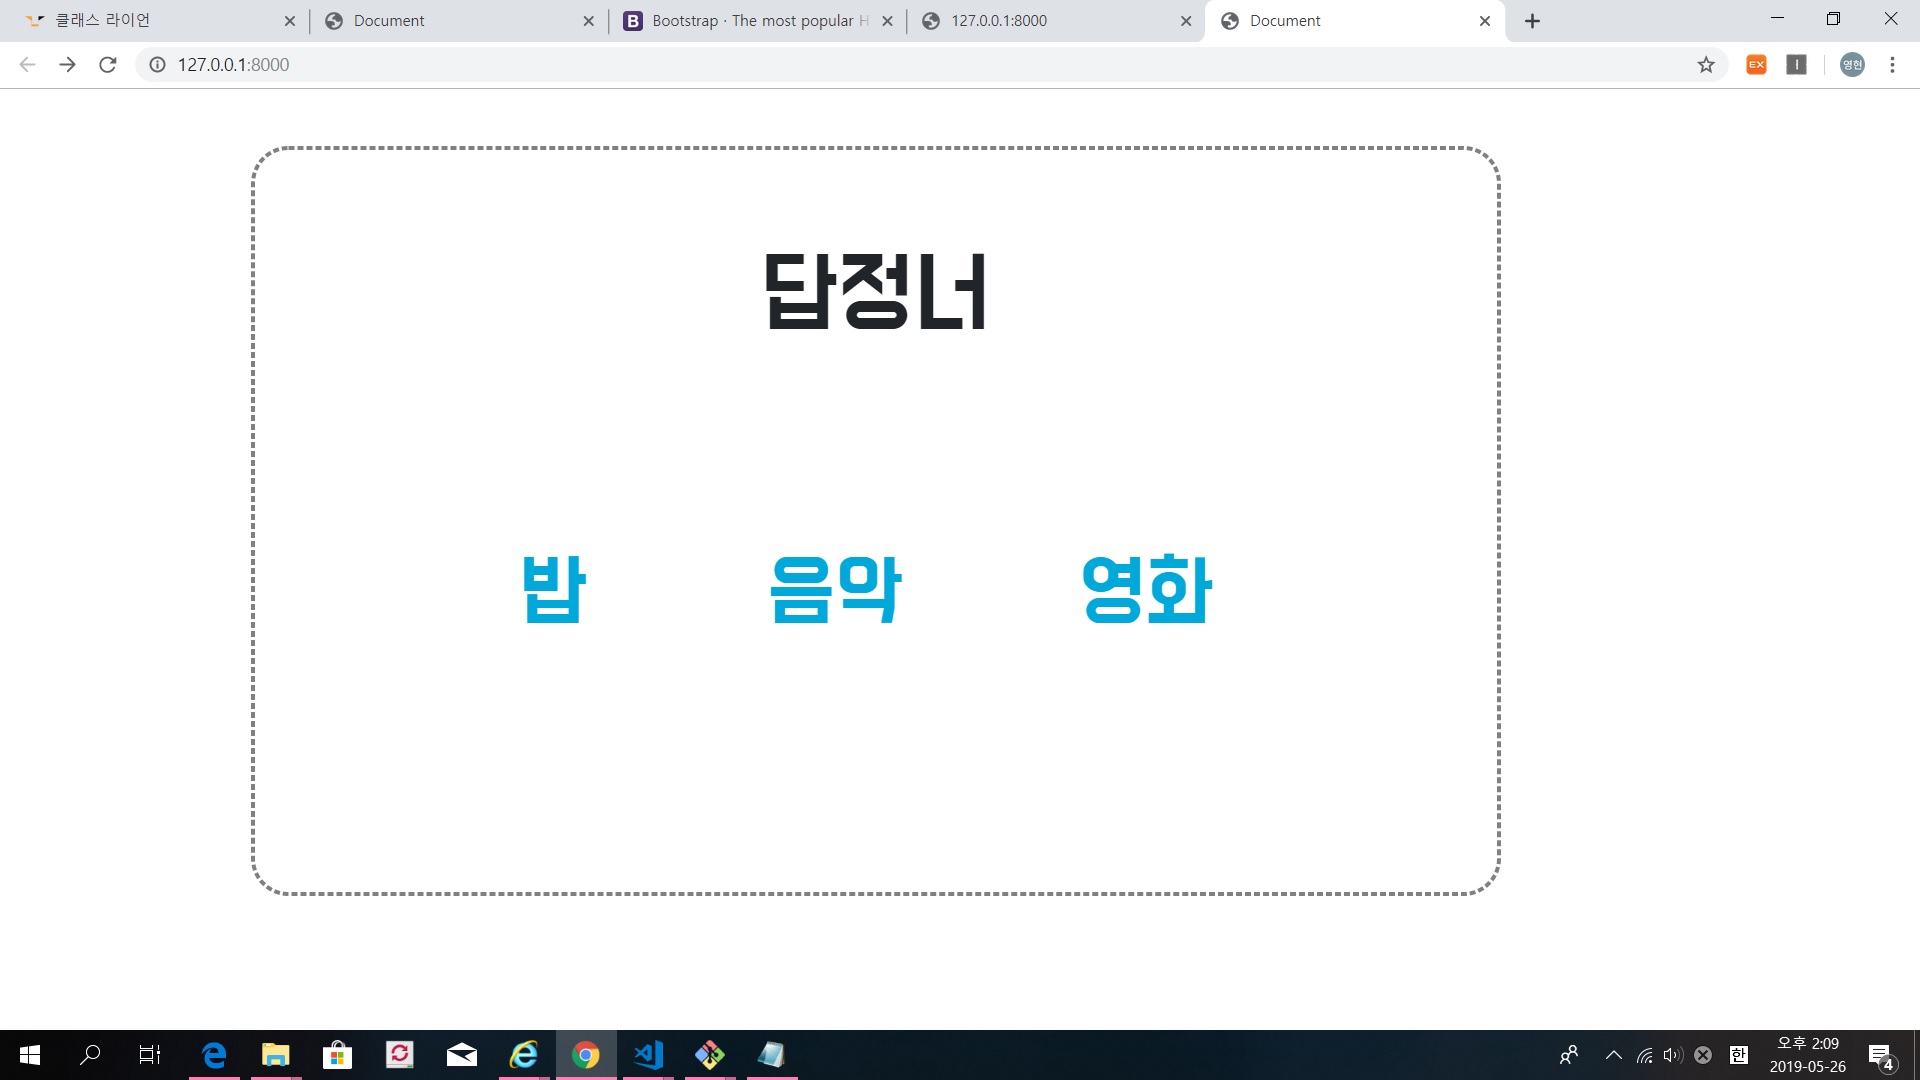 클래스 라이언
Document
Bootstrap · The most popular H
127.0.0.1:8000
Document
127.0.0.1:8000
EX
영현
답정너
밥 음악 영화
한
오후 2:09
2019-05-26
4